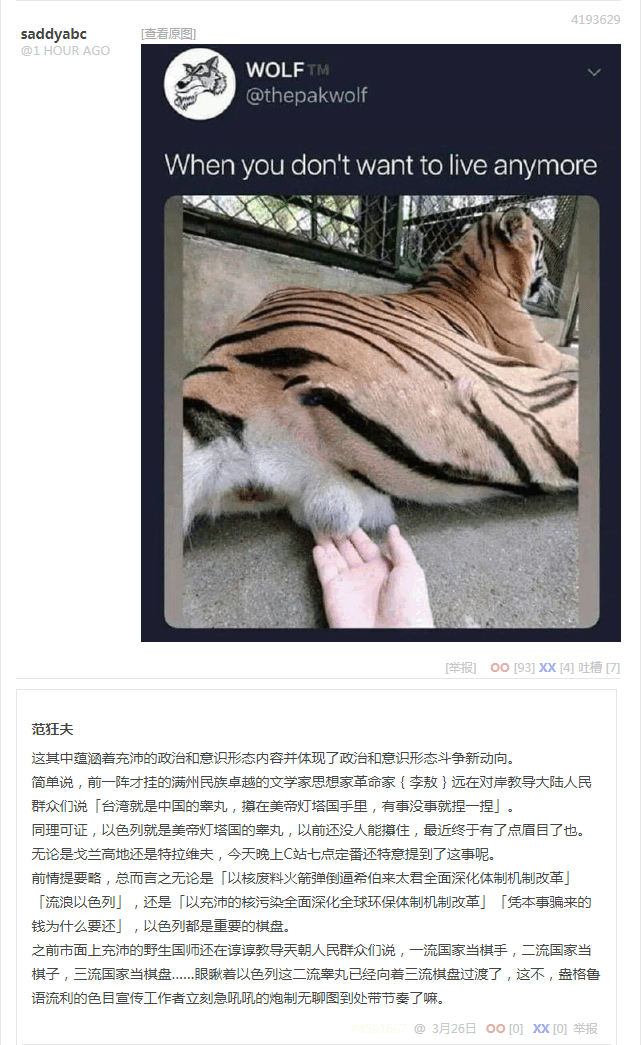 4193629
saddyabc
[查看原图]
@1 HOUR AGO
WOLF™
@thepakwolf
When you don't want to live anymore
[举报] OO [93] XX [4] 吐槽 [7]
范狂夫
这其中蕴涵着充沛的政治和意识形态内容并体现了政治和意识形态斗争新动向。
简单说，前一阵才挂的满州民族卓越的文学家思想家革命家｛李敖｝远在对岸教导大陆人民
群众们说「台湾就是中国的睾丸，攥在美帝灯塔国手里，有事没事就捏一捏」。
同理可证，以色列就是美帝灯塔国的睾丸，以前还没人能攥住，最近终于有了点眉目了也。
无论是戈兰高地还是特拉维夫，今天晚上C站七点定番还特意提到了这事呢。
前情提要略，总而言之无论是「以核废料火箭弹倒逼希伯来太君全面深化体制机制改革」
「流浪以色列」，还是「以充沛的核污染全面深化全球环保体制机制改革」「凭本事骗来的
钱为什么要还」，以色列都是重要的棋盘。
之前市面上充沛的野生国师还在谆谆教导天朝人民群众们说，一流国家当棋手，二流国家当
棋子，三流国家当棋盘……眼瞅着以色列这二流睾丸已经向着三流棋盘过渡了，这不，盎格鲁
语流利的色目宣传工作者立刻急吼吼的炮制无聊图到处带节奏了嘛。
@ 3月26日 OO [0] XX [0] 举报